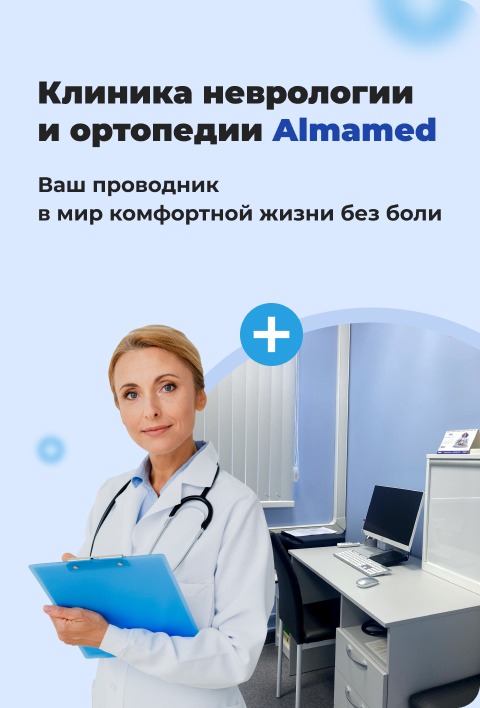 Клиника неврологии
и ортопедии Almamed
Ваш проводник
в мир комфортной жизни без боли